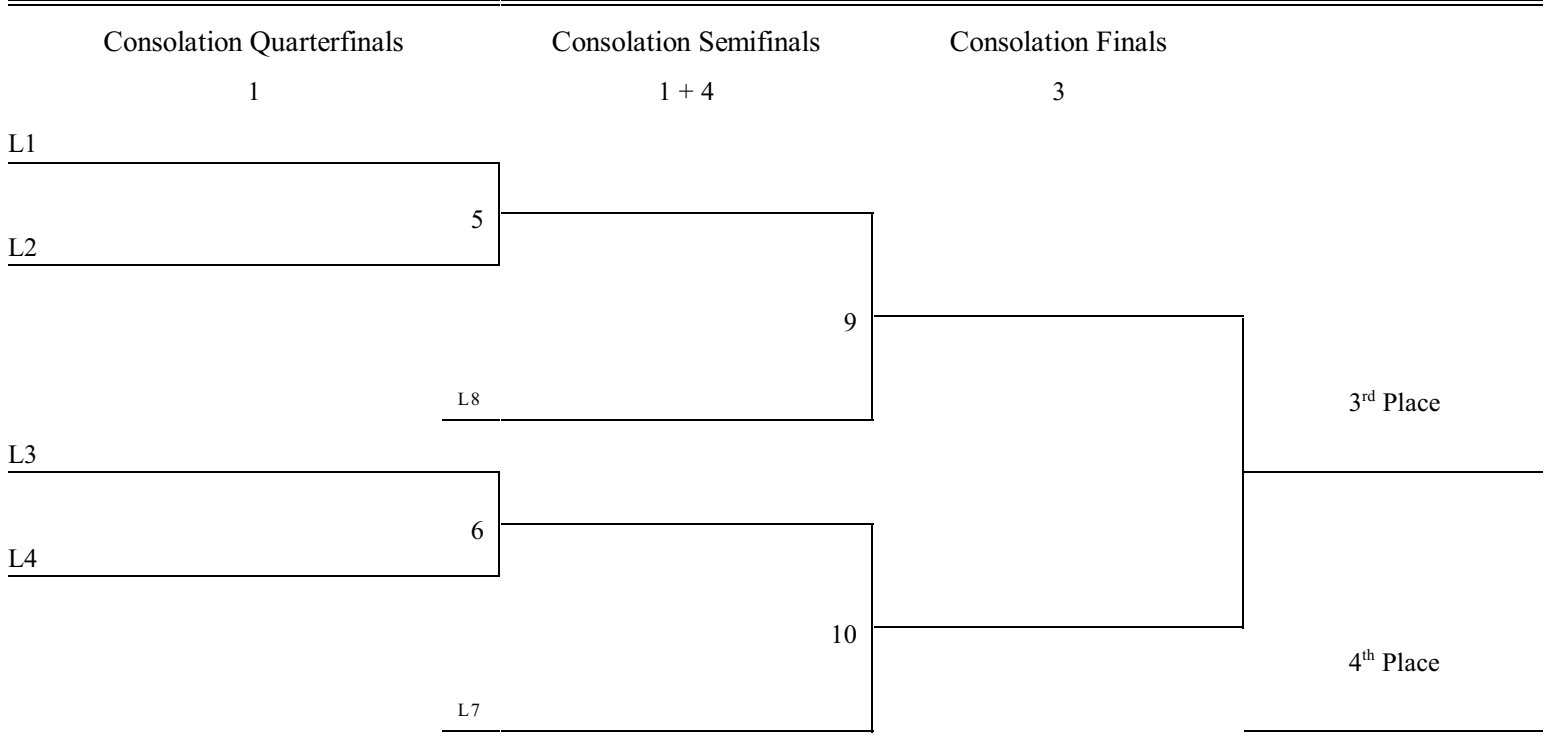 Consolation Quarterfinals Consolation Semifinals Consolation Finals
1 1 + 4 3
L1
5
L2
9
L8 3rd Place
L3
6
L4
10
4th Place
L7